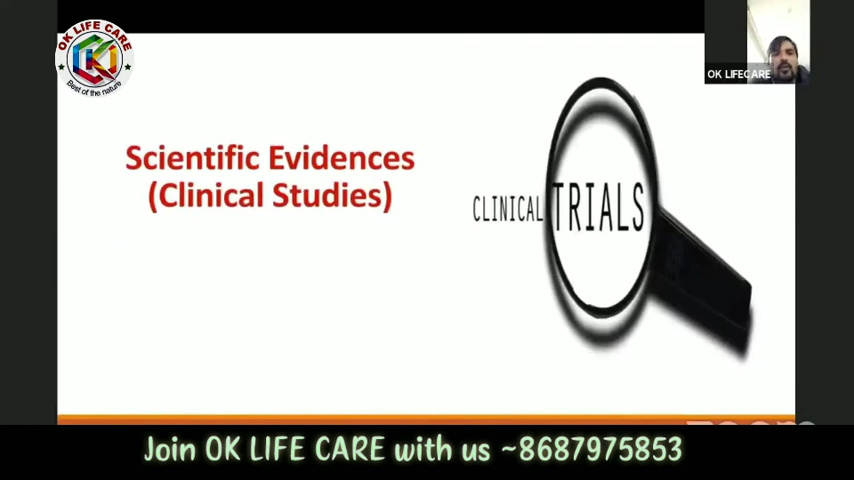 OK LIFE CARE
Best of the nature
OK LIFECARE
Scientific Evidences
(Clinical Studies)
CLINICAL TRIALS
zoom
Join OK LIFE CARE with us ~8687975853